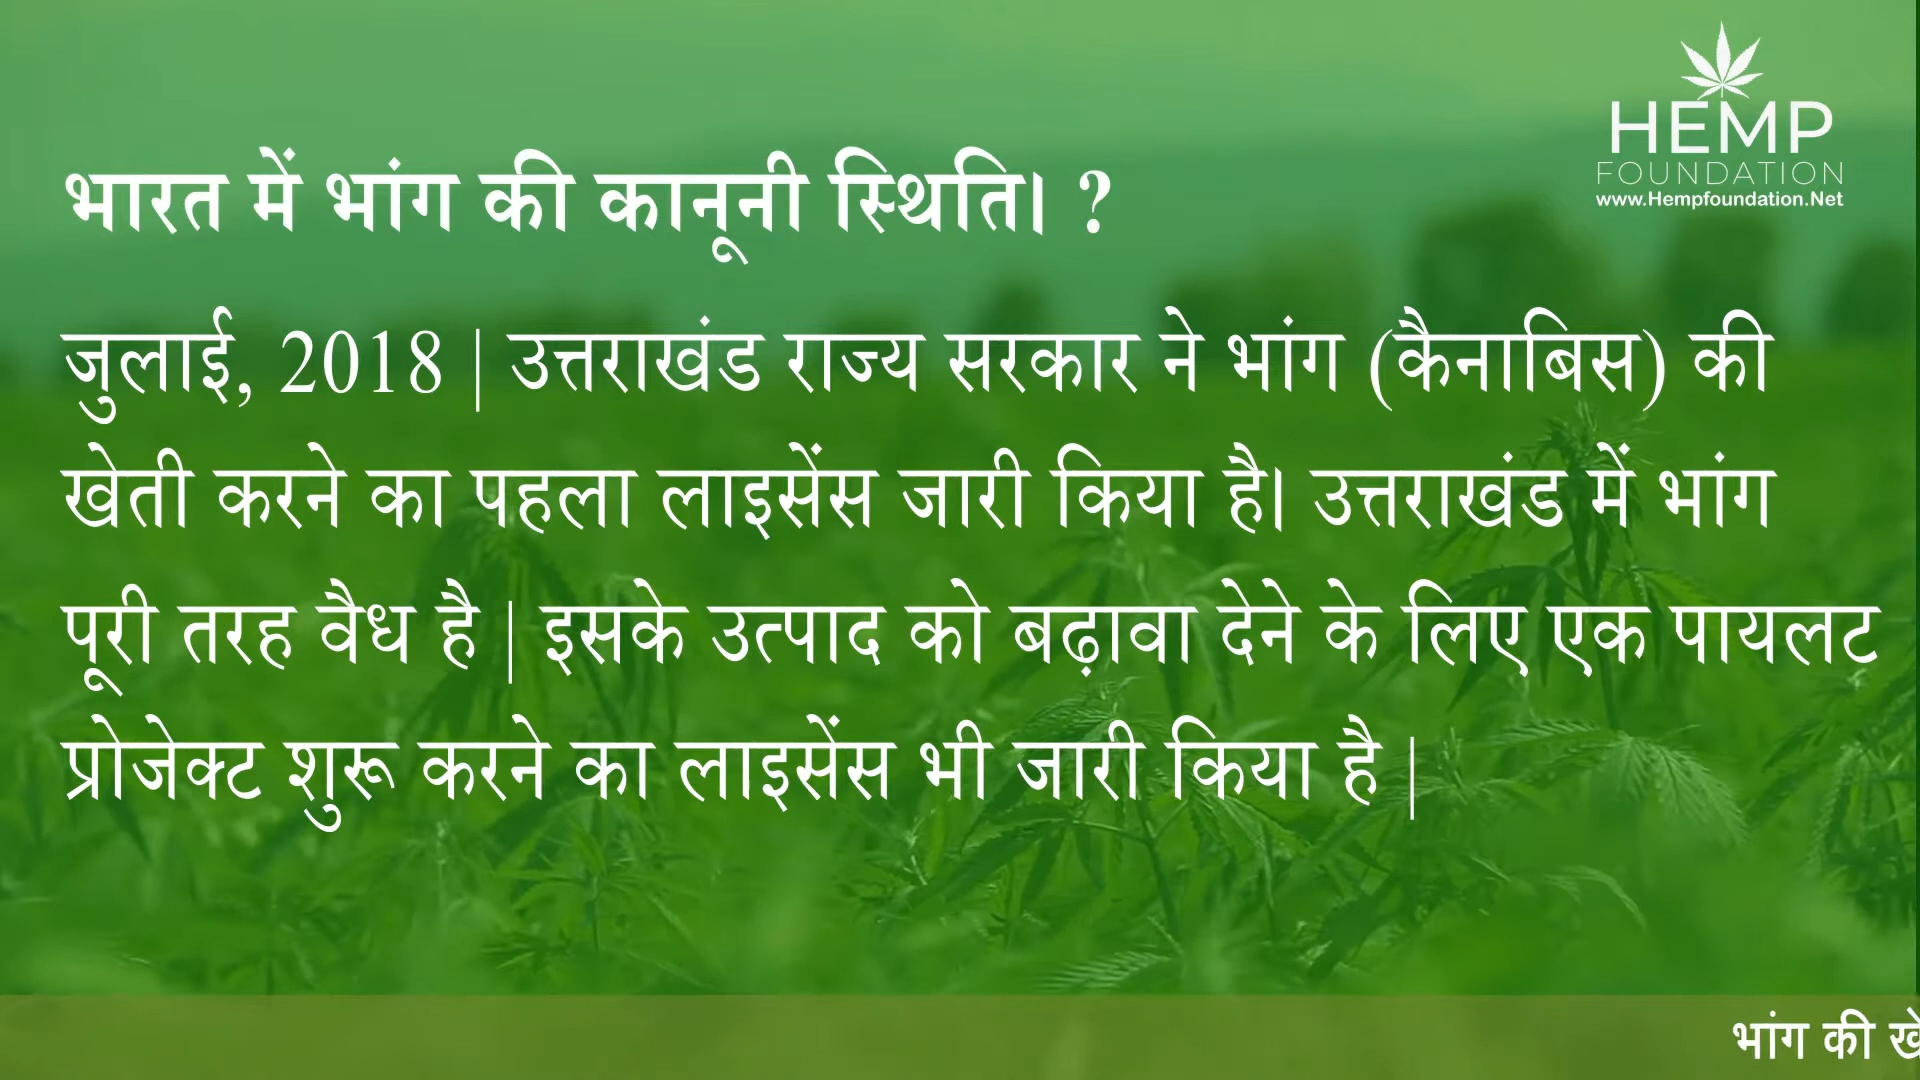 HEMP
FOUNDATION
www.Hempfoundation.Net
भारत में भांग की कानूनी स्थिति। ?
जुलाई, 2018 | उत्तराखंड राज्य सरकार ने भांग (कैनाबिस) की
खेती करने का पहला लाइसेंस जारी किया है। उत्तराखंड में भांग
पूरी तरह वैध है | इसके उत्पाद को बढ़ावा देने के लिए एक पायलट
प्रोजेक्ट शुरू करने का लाइसेंस भी जारी किया है |
भांग की